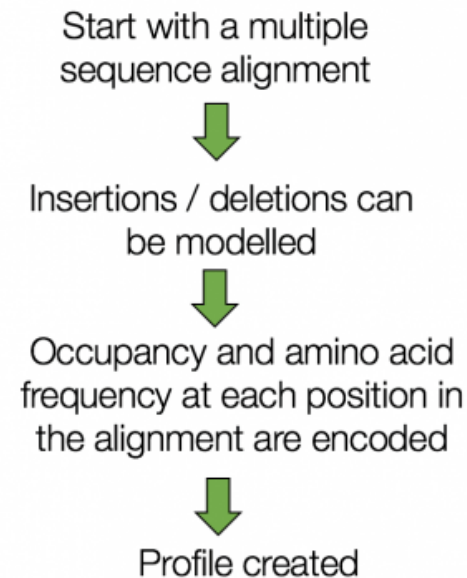 Start with a multiple
sequence alignment
Insertions / deletions can
be modelled
Occupancy and amino acid
frequency at each position in
the alignment are encoded
Profile created